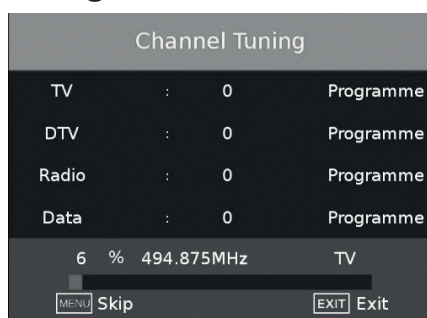 Channel Tuning
TV : 0 Programme
DTV : 0 Programme
Radio : 0 Programme
Data : 0 Programme
6 % 494.875MHz TV
MENU Skip EXIT Exit